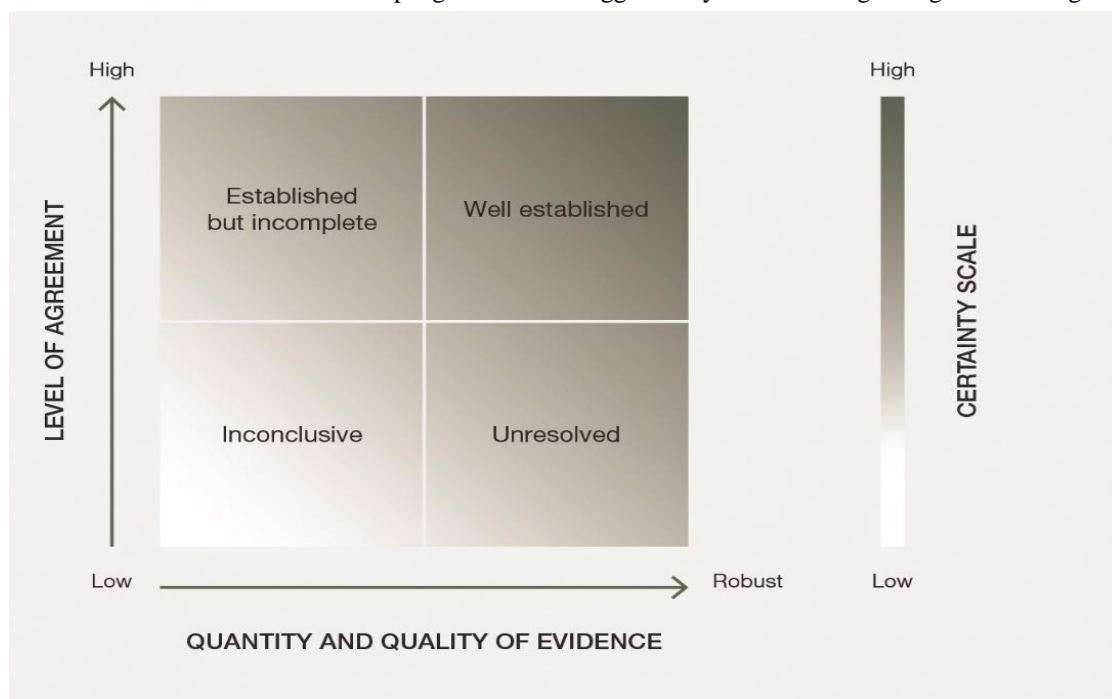 High
High
Established
but incomplete
Well established
LEVEL OF AGREEMENT
CERTAINTY SCALE
Inconclusive
Unresolved
Low
Robust
Low
QUANTITY AND QUALITY OF EVIDENCE